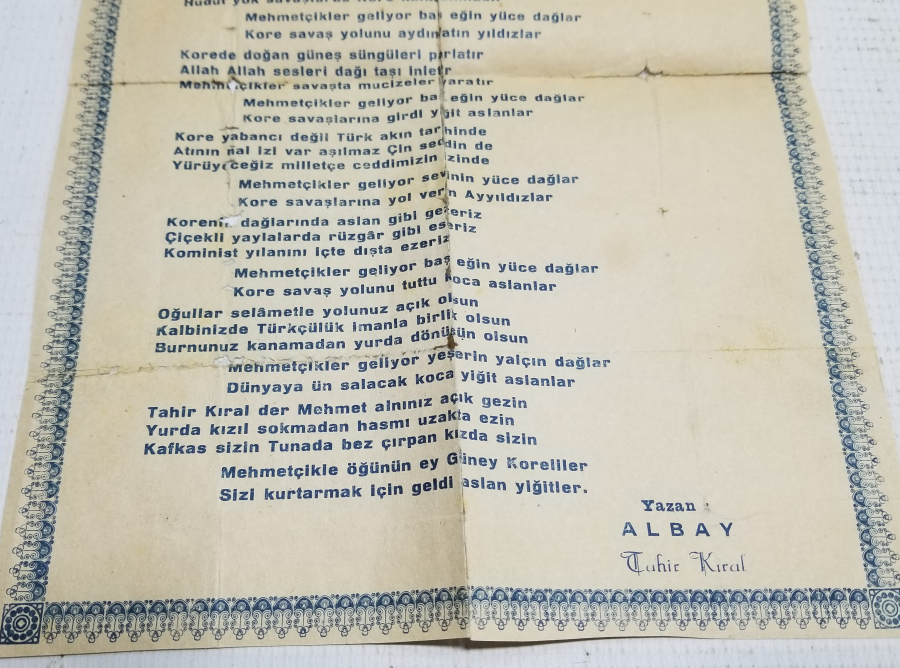 Hudut yok savaşlarda Kore
Mehmetçikler geliyor baş eğin yüce dağlar
Kore savaş yolunu aydınlatın yıldızlar
Korede doğan güneş süngüleri parlatır
Allah Allah sesleri dağı taşı inletir
Mehmetçikler savaşta mucizeler yaratır
Mehmetçikler geliyor baş eğin yüce dağlar
Kore savaşlarına girdi yiğit aslanlar
Kore yabancı değil Türk akın tarihinde
Atının nal izi var aşılmaz Çin seddin de
Yürüyeceğiz milletçe ceddimizin izinde
Mehmetçikler geliyor sevinin yüce dağlar
Kore savaşlarına yol verin Ayyıldızlar
Korenin dağlarında aslan gibi gezeriz
Çiçekli yaylalarda rüzgâr gibi eseriz
Kominist yılanını içte dışta ezeriz
Mehmetçikler geliyor baş eğin yüce dağlar
Kore savaş yolunu tuttu koca aslanlar
Oğullar selâmetle yolunuz açık olsun
Kalbinizde Türkçülük imanla birlik olsun
Burnunuz kanamadan yurda dönüşün olsun
Mehmetçikler geliyor yeşerin yalçın dağlar
Dünyaya ün salacak koca yiğit aslanlar
Tahir Kıral der Mehmet alnınız açık gezin
Yurda kızıl sokmadan hasmı uzakta ezin
Kafkas sizin Tunada bez çırpan kızda sizin
Mehmetçikle öğünün ey Güney Koreliler
Sizi kurtarmak için geldi aslan yiğitler.
Yazan :
ALBAY
Tahir Kıral